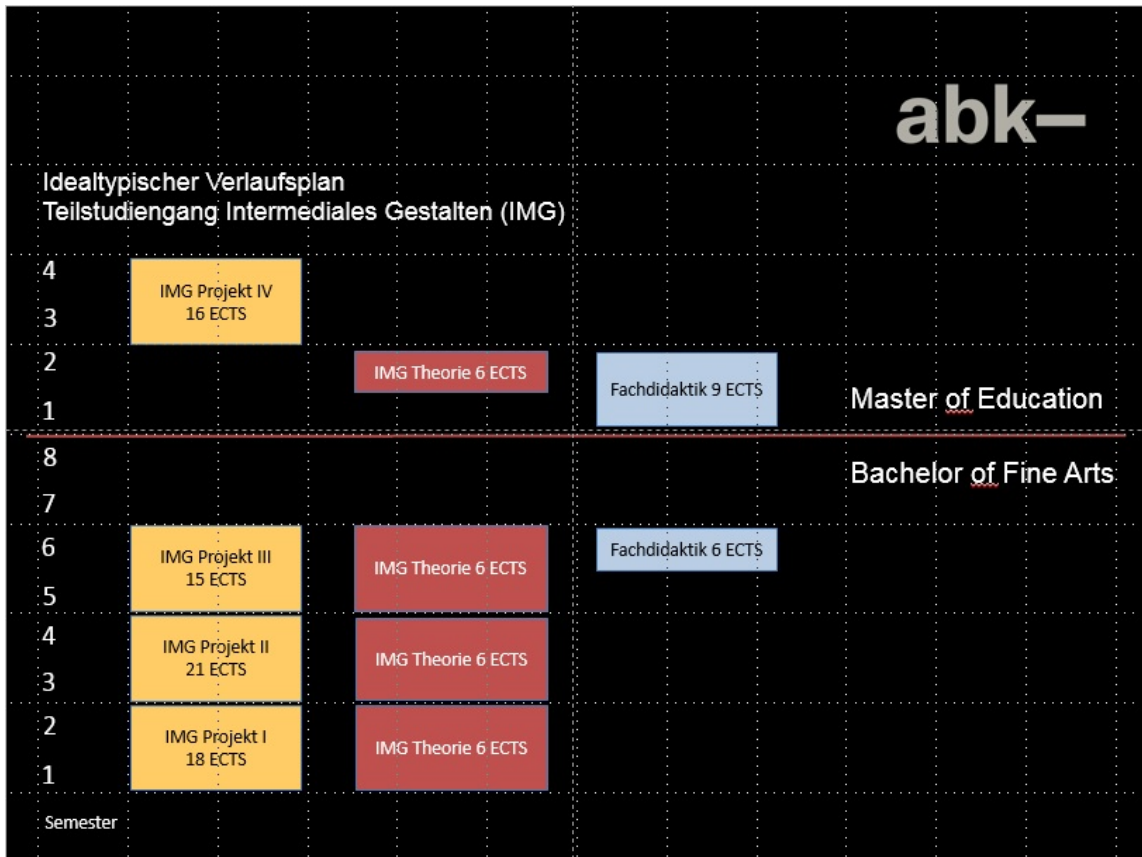 abk–
Idealtypischer Verlaufsplan
Teilstudiengang Intermediales Gestalten (IMG)
4
IMG Projekt IV
16 ECTS
3
2
IMG Theorie 6 ECTS
Fachdidaktik 9 ECTS
1
Master of Education
8
Bachelor of Fine Arts
7
6
IMG Projekt III
15 ECTS
IMG Theorie 6 ECTS
Fachdidaktik 6 ECTS
5
4
IMG Projekt II
21 ECTS
IMG Theorie 6 ECTS
3
2
IMG Projekt I
18 ECTS
IMG Theorie 6 ECTS
1
Semester